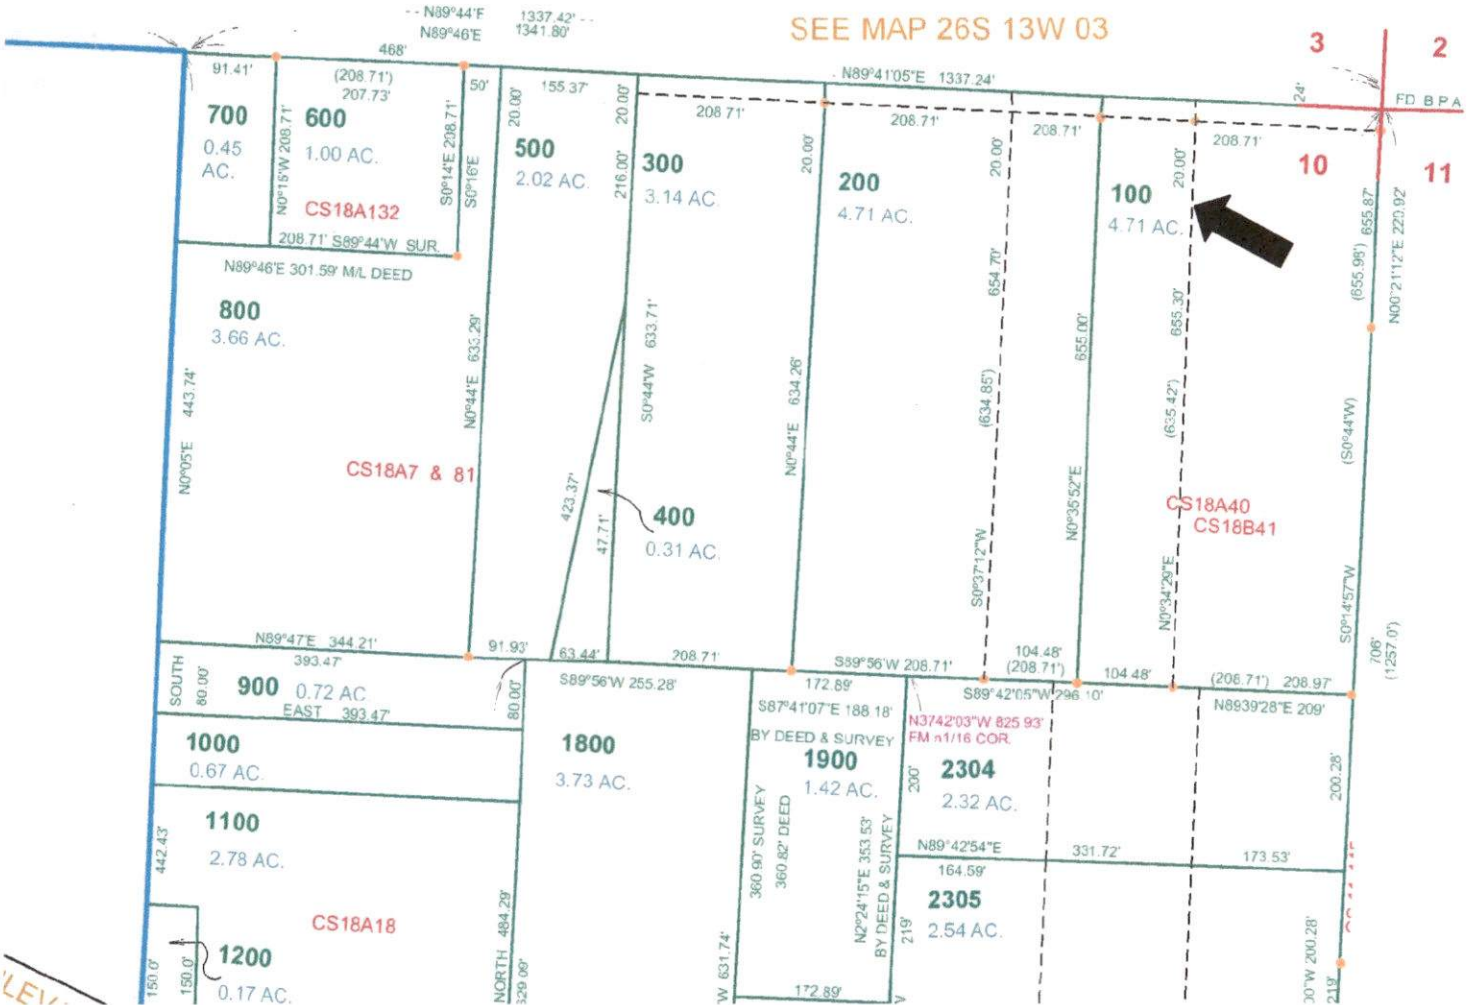 N89°44'E 1337.42'
N89°46'E 1341.80'
SEE MAP 26S 13W 03
3
2
468'
91.41'
(208.71')
207.73'
50'
155.37'
N89°41'05"E 1337.24'
24'
FD B P A
20.00'
20.00'
208.71'
208.71'
208.71'
208.71'
10
11
700
0.45
AC.
N0°15'W 208.71'
600
1.00 AC.
CS18A132
S0°14'E 208.71'
S0°16'E
500
2.02 AC.
216.00'
300
3.14 AC.
20.00'
200
4.71 AC.
20.00'
100
4.71 AC.
20.00'
655.87'
(655.98')
N00°21'12"E 220.92'
208.71' S89°44'W SUR.
N89°46'E 301.59' M/L DEED
800
3.66 AC.
N0°05'E 443.74'
N0°44'E 633.29'
S0°44'W 633.71'
N0°44'E 634.26'
654.70'
(634.85')
S0°37'12"W
655.00'
N0°35'52"E
655.30'
(635.42')
N0°34'29"E
(S0°44'W)
S0°14'57"W
CS18A7 & 81
423.37'
47.71'
400
0.31 AC.
CS18A40
CS18B41
706'
(1257.0')
N89°47'E 344.21'
393.47'
91.93'
63.44'
208.71'
S89°56'W 255.28'
S89°56'W 208.71'
104.48'
(208.71')
104.48'
(208.71') 208.97'
S89°42'05"W 296.10'
N8939'28"E 209'
SOUTH
60.00'
900 0.72 AC.
EAST 393.47'
80.00'
172.89'
S87°41'07"E 188.18'
BY DEED & SURVEY
N3742'03"W 825.93'
FM n1/16 COR.
1000
0.67 AC.
1800
3.73 AC.
1900
1.42 AC.
200'
2304
2.32 AC.
200.28'
1100
2.78 AC.
442.43'
360.90' SURVEY
360.82' DEED
N2°24'15"E 353.53'
BY DEED & SURVEY
N89°42'54"E
331.72'
173.53'
164.59'
2305
2.54 AC.
219'
CS18A18
NORTH 484.29'
W 631.74'
1200
0.17 AC.
150.0'
150.0'
172.89'